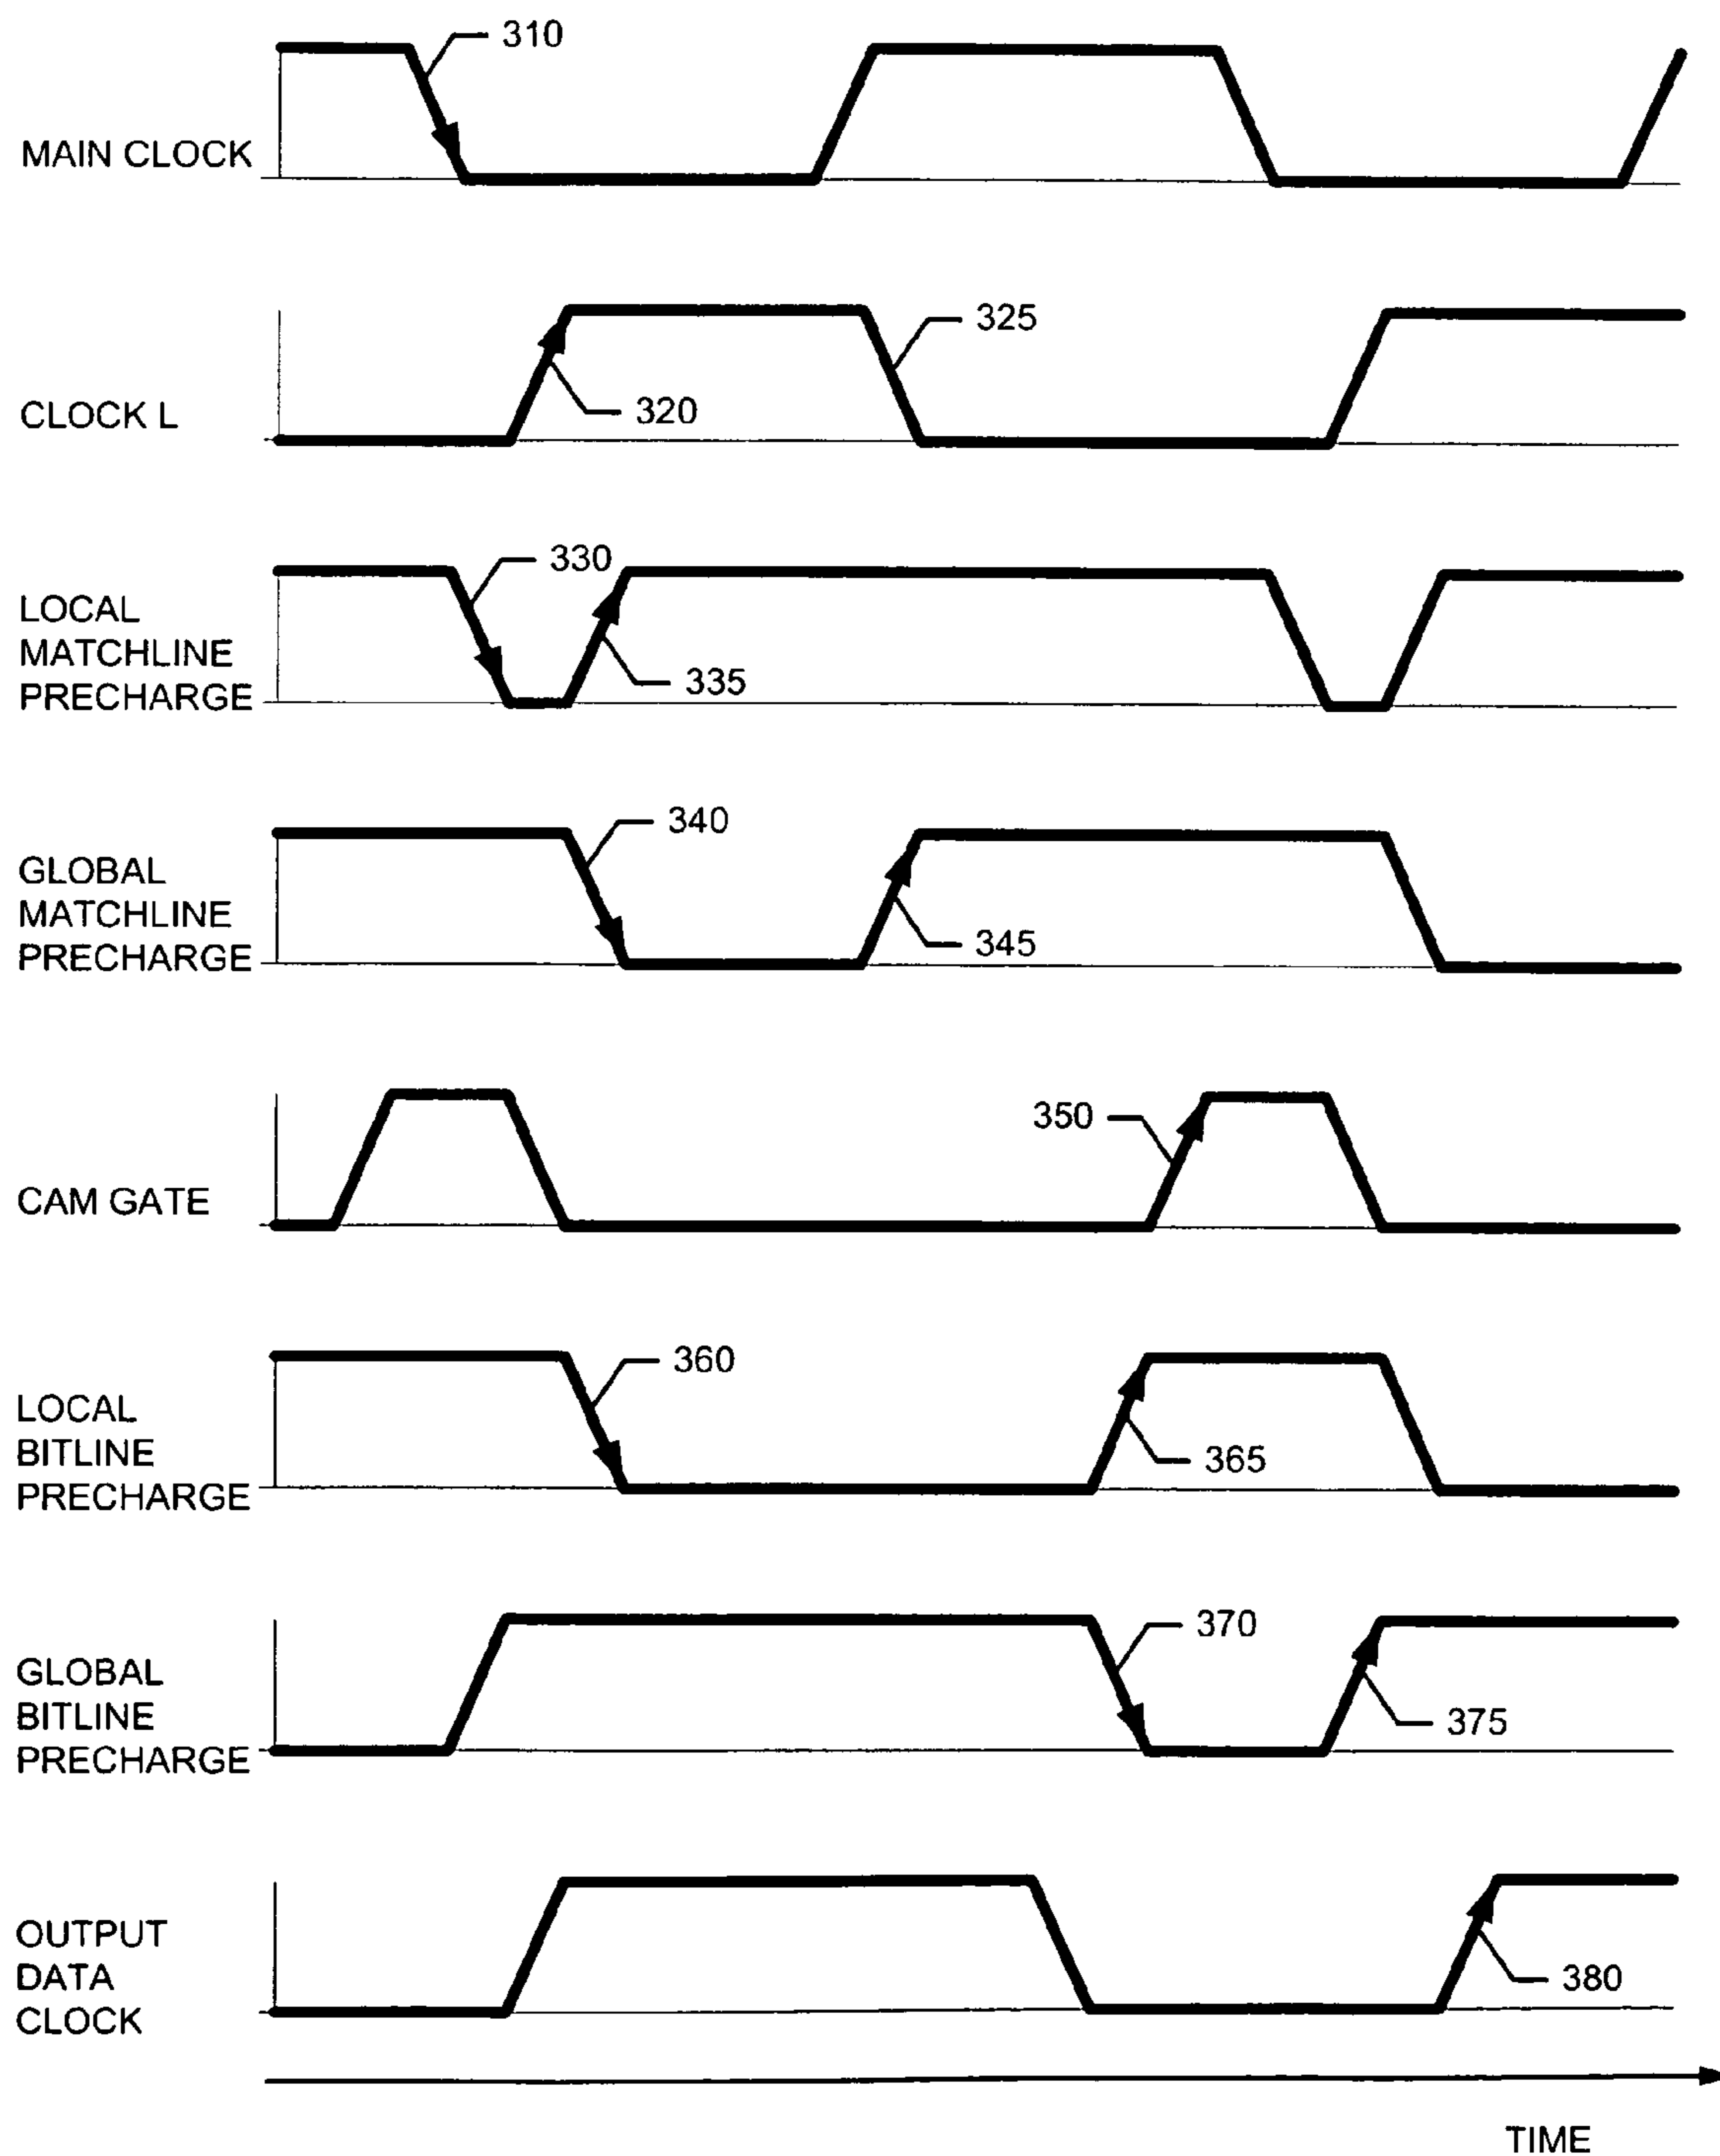 310
MAIN CLOCK
325
320
CLOCK L
330
LOCAL
MATCHLINE
PRECHARGE
335
340
GLOBAL
MATCHLINE
PRECHARGE
345
350
CAM GATE
360
LOCAL
BITLINE
PRECHARGE
365
370
GLOBAL
BITLINE
PRECHARGE
375
OUTPUT
DATA
CLOCK
380
TIME